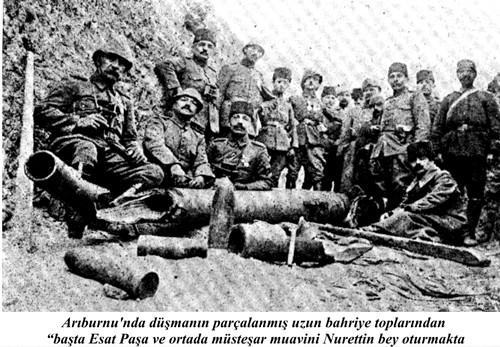 Arıburnu'nda düşmanın parçalanmış uzun bahriye toplarından
“başta Esat Paşa ve ortada müsteşar muavini Nurettin bey oturmakta